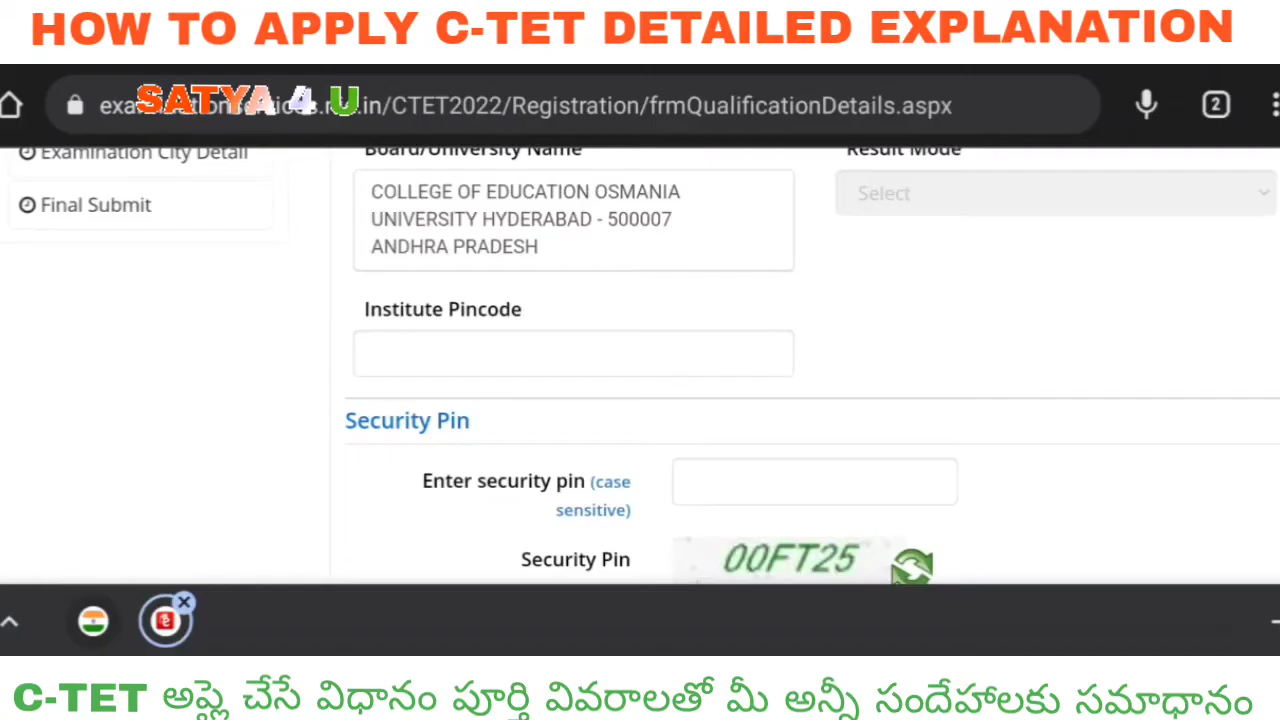 HOW TO APPLY C-TET DETAILED EXPLANATION
SATYA 4 U
.in/CTET2022/Registration/frmQualificationDetails.aspx
2
Examination City Detail
Final Submit
Board/University Name
Result Mode
COLLEGE OF EDUCATION OSMANIA
UNIVERSITY HYDERABAD - 500007
ANDHRA PRADESH
Select
Institute Pincode
Security Pin
Enter security pin (case
sensitive)
Security Pin
00FT25
C-TET అప్లై చేసే విధానం పూర్తి వివరాలతో మీ అన్నీ సందేహాలకు సమాధానం